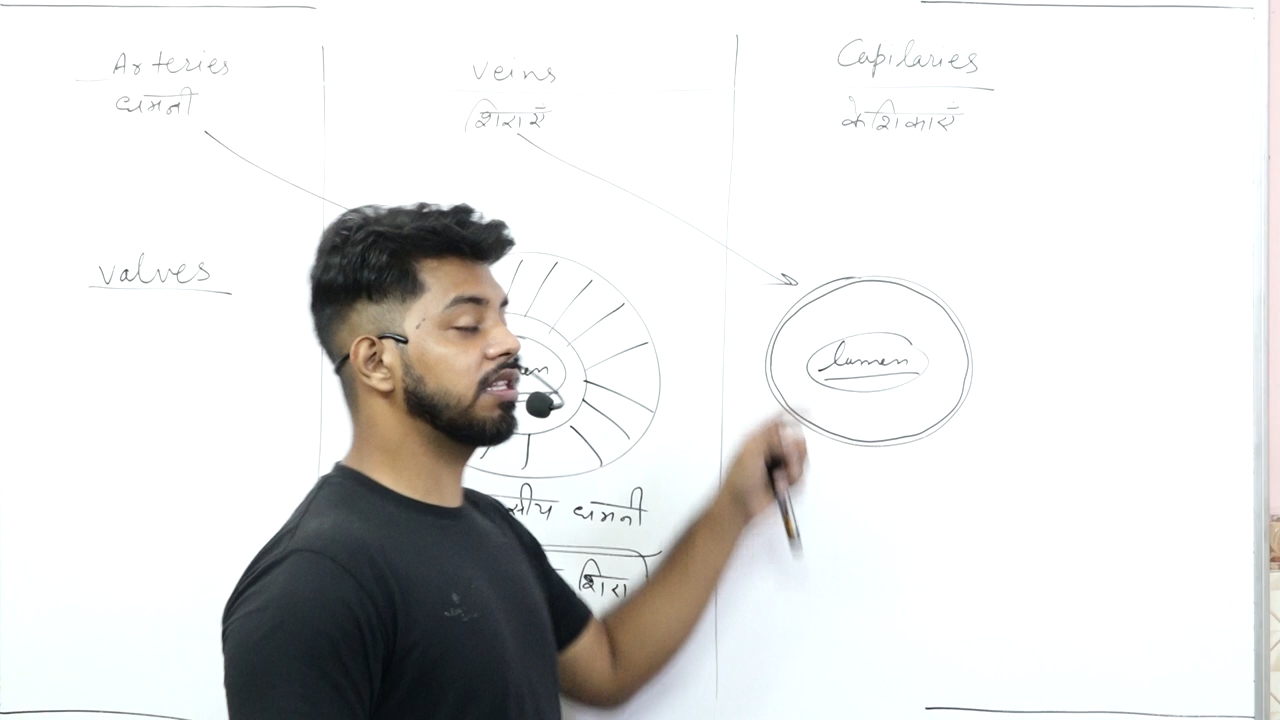 Arteries
धमनी
Veins
शिराएँ
Capilaries
केशिकाएँ
valves
lumen
धमनी
शिरा